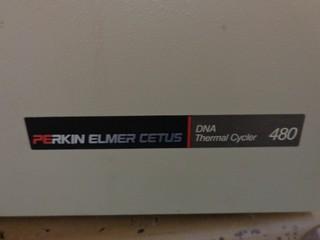 PERKIN ELMER CETUS
DNA
Thermal Cycler 480